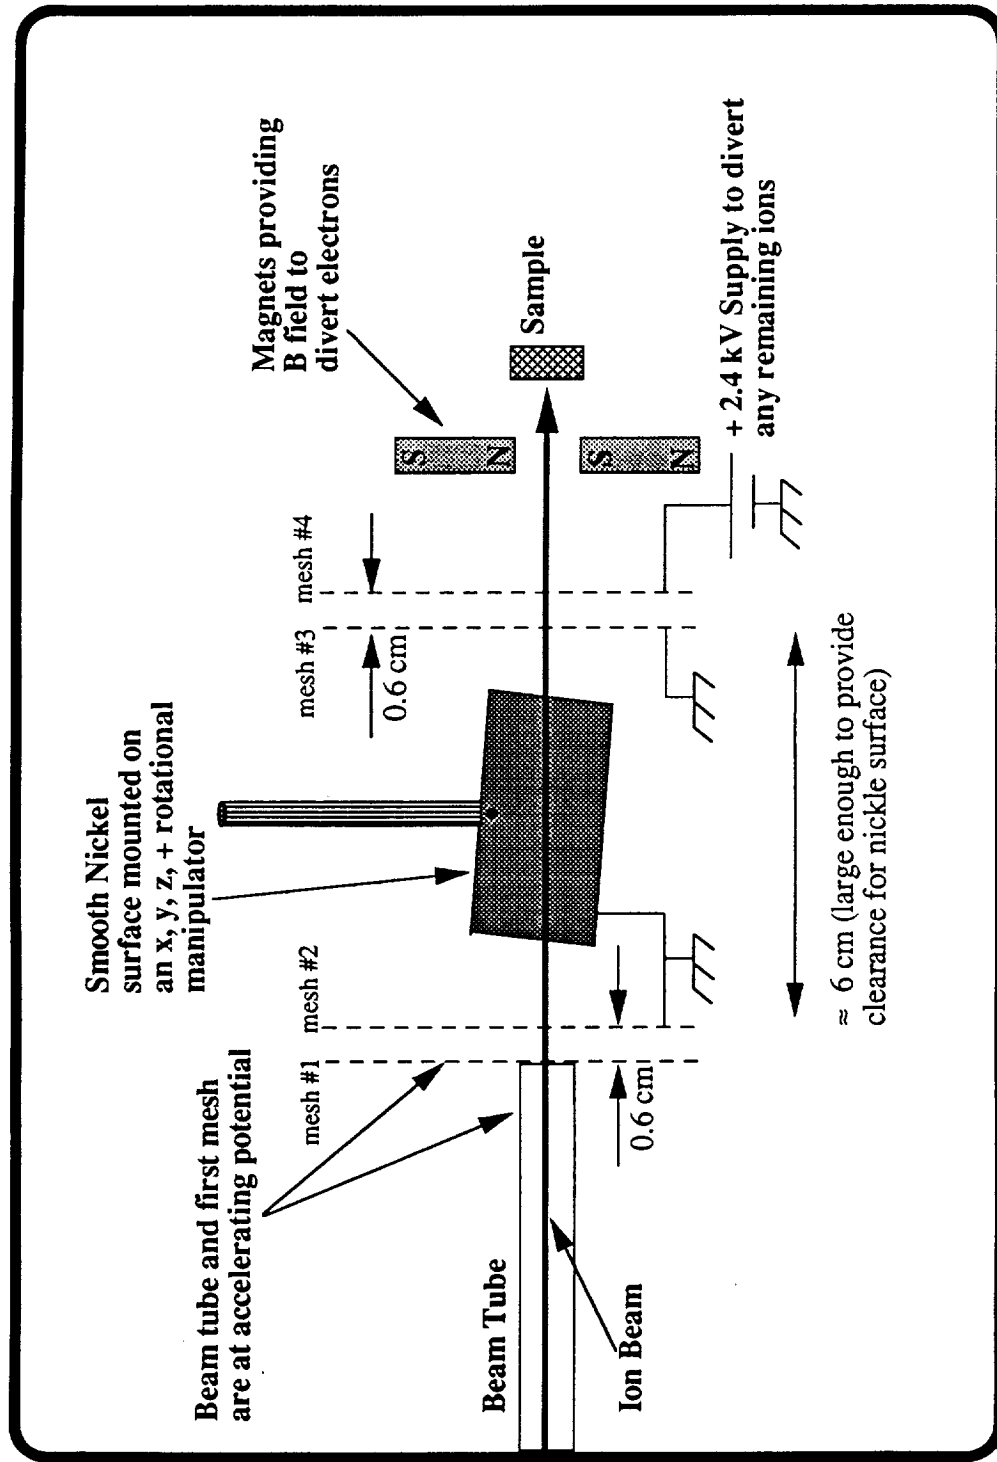 Smooth Nickel
surface mounted on
an x, y, z, + rotational
manipulator
Magnets providing
B field to
divert electrons
Beam tube and first mesh
are at accelerating potential
mesh #1
mesh #2
mesh #3
mesh #4
0.6 cm
S
N
Sample
Beam Tube
Ion Beam
0.6 cm
S
N
+ 2.4 kV Supply to divert
any remaining ions
≈ 6 cm (large enough to provide
clearance for nickle surface)